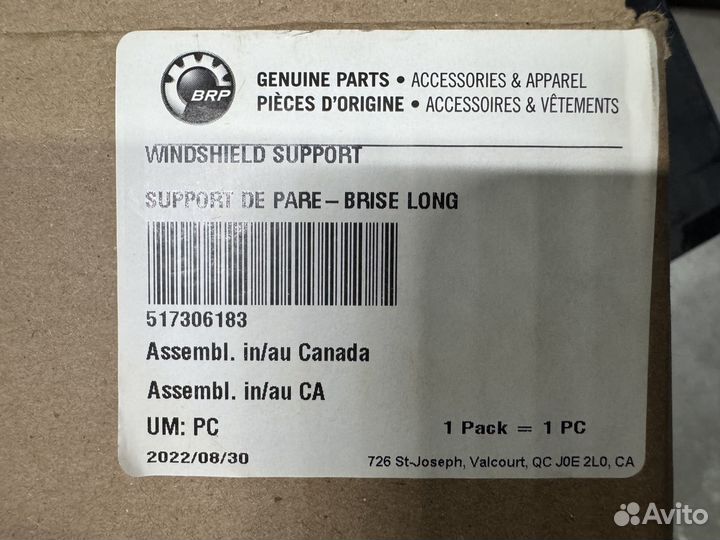 BRP
GENUINE PARTS • ACCESSORIES & APPAREL
PIÈCES D'ORIGINE • ACCESSOIRES & VÊTEMENTS
WINDSHIELD SUPPORT
SUPPORT DE PARE-BRISE LONG
517306183
Assembl. in/au Canada
Assembl. in/au CA
UM: PC
1 Pack = 1 PC
2022/08/30
726 St-Joseph, Valcourt, QC J0E 2L0, CA
Avito